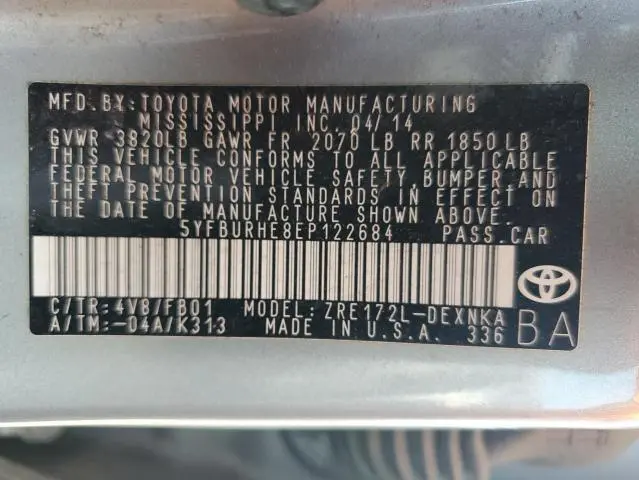 MFD. BY: TOYOTA MOTOR MANUFACTURING
MISSISSIPPI INC. 04/14
GVWR 3820LB GAWR FR 2070 LB RR 1850 LB
THIS VEHICLE CONFORMS TO ALL APPLICABLE
FEDERAL MOTOR VEHICLE SAFETY, BUMPER AND
THEFT PREVENTION STANDARDS IN EFFECT ON
THE DATE OF MANUFACTURE SHOWN ABOVE.
5YFBURHE8EP122684 PASS. CAR
TOYOTA
C/TR: 4V8/FB01 MODEL: ZRE172L-DEXNKA
A/TM: -04A/K313 MADE IN U.S.A. 336 BA